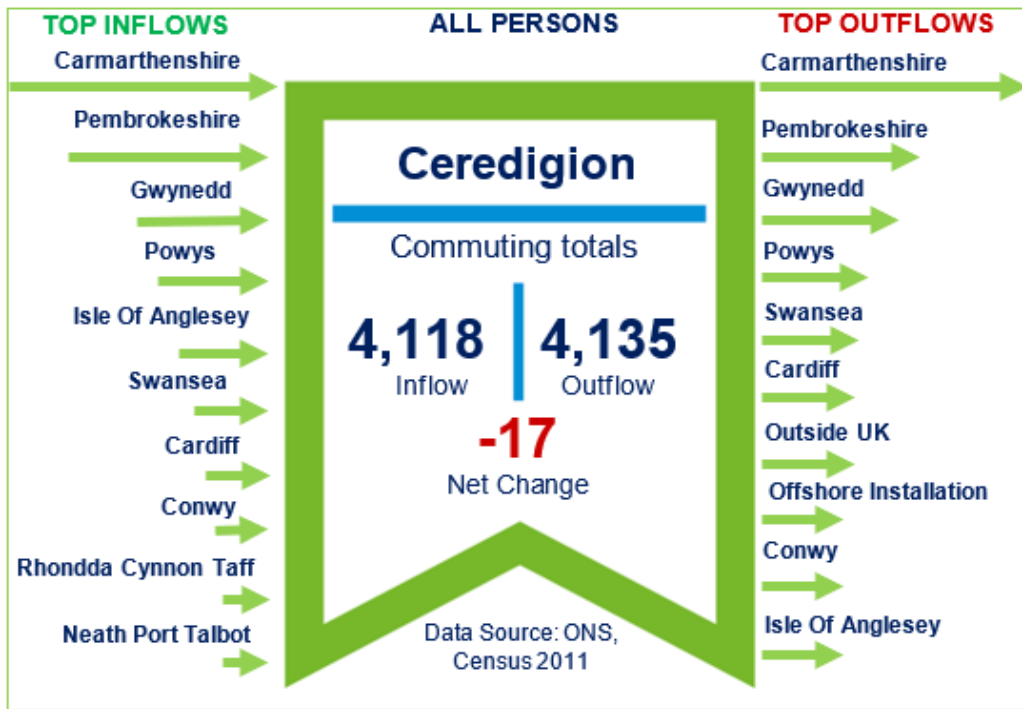 TOP INFLOWS
Carmarthenshire
Pembrokeshire
Gwynedd
Powys
Isle Of Anglesey
Swansea
Cardiff
Conwy
Rhondda Cynnon Taff
Neath Port Talbot
ALL PERSONS
Ceredigion
Commuting totals
4,118
Inflow
4,135
Outflow
-17
Net Change
Data Source: ONS,
Census 2011
TOP OUTFLOWS
Carmarthenshire
Pembrokeshire
Gwynedd
Powys
Swansea
Cardiff
Outside UK
Offshore Installation
Conwy
Isle Of Anglesey